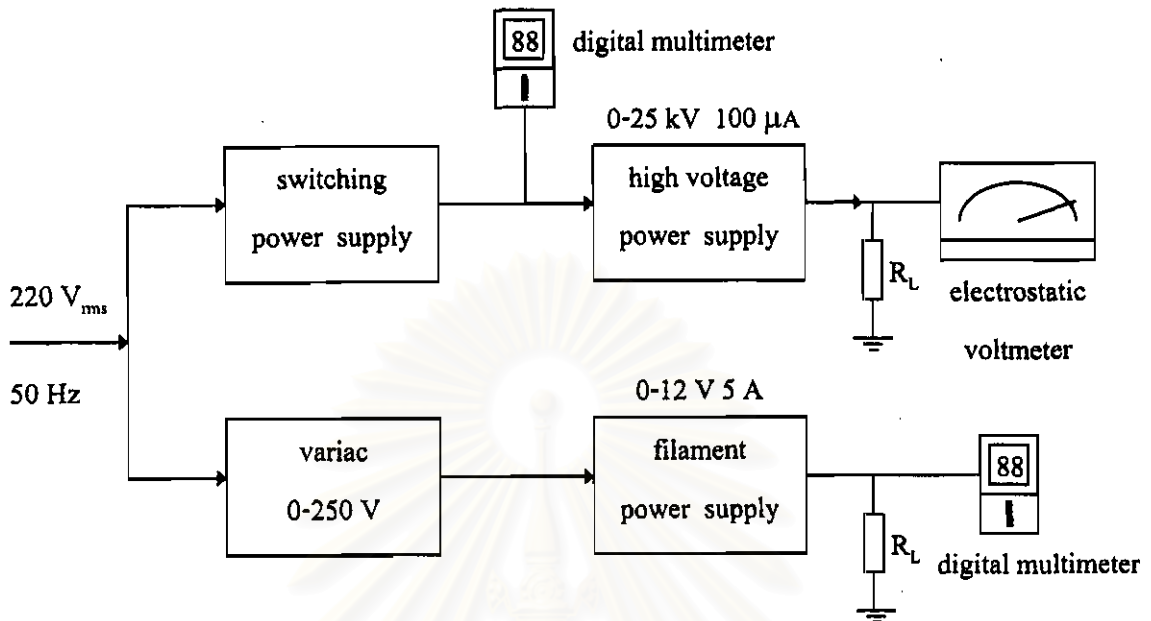 88
digital multimeter
0-25 kV 100 μA
switching
power supply
high voltage
power supply
R_L
electrostatic
voltmeter
220 V_rms
50 Hz
0-12 V 5 A
variac
0-250 V
filament
power supply
88
R_L
digital multimeter